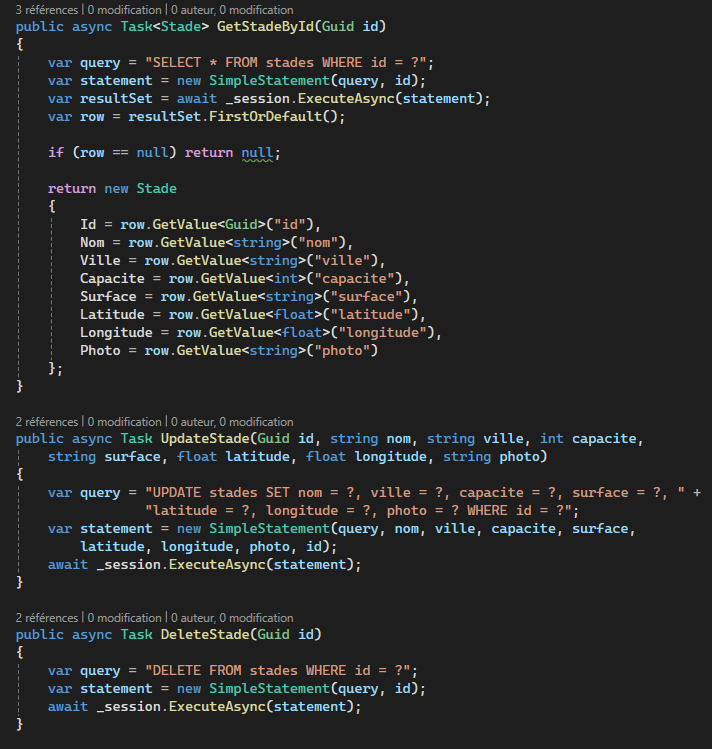 3 références | 0 modification | 0 auteur, 0 modification
public async Task<Stade> GetStadeById(Guid id)
{
    var query = "SELECT * FROM stades WHERE id = ?";
    var statement = new SimpleStatement(query, id);
    var resultSet = await _session.ExecuteAsync(statement);
    var row = resultSet.FirstOrDefault();

    if (row == null) return null;

    return new Stade
    {
        Id = row.GetValue<Guid>("id"),
        Nom = row.GetValue<string>("nom"),
        Ville = row.GetValue<string>("ville"),
        Capacite = row.GetValue<int>("capacite"),
        Surface = row.GetValue<string>("surface"),
        Latitude = row.GetValue<float>("latitude"),
        Longitude = row.GetValue<float>("longitude"),
        Photo = row.GetValue<string>("photo")
    };
}

2 références | 0 modification | 0 auteur, 0 modification
public async Task UpdateStade(Guid id, string nom, string ville, int capacite,
    string surface, float latitude, float longitude, string photo)
{
    var query = "UPDATE stades SET nom = ?, ville = ?, capacite = ?, surface = ?, " +
                "latitude = ?, longitude = ?, photo = ? WHERE id = ?";
    var statement = new SimpleStatement(query, nom, ville, capacite, surface,
        latitude, longitude, photo, id);
    await _session.ExecuteAsync(statement);
}

2 références | 0 modification | 0 auteur, 0 modification
public async Task DeleteStade(Guid id)
{
    var query = "DELETE FROM stades WHERE id = ?";
    var statement = new SimpleStatement(query, id);
    await _session.ExecuteAsync(statement);
}